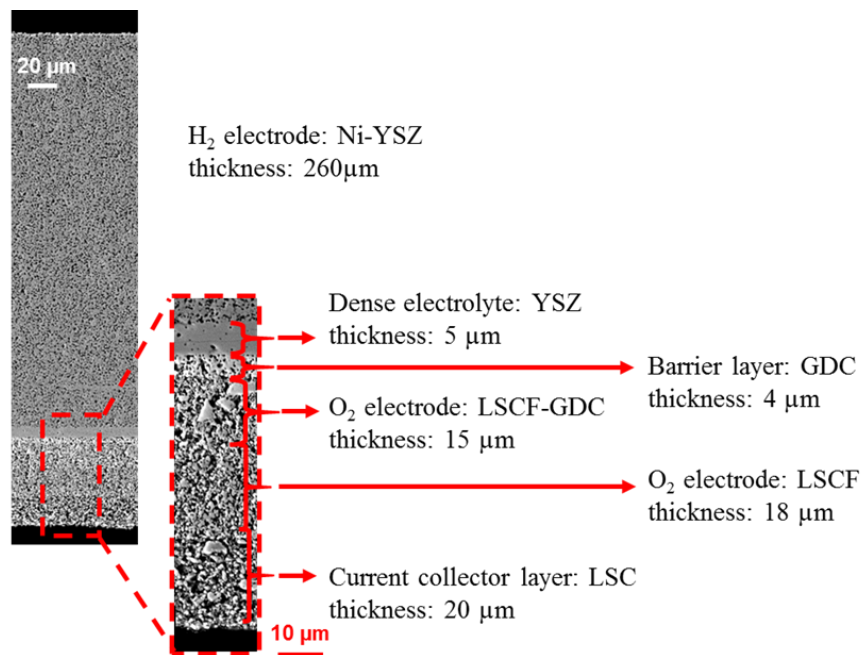 20 µm
H₂ electrode: Ni-YSZ
thickness: 260µm
Dense electrolyte: YSZ
thickness: 5 µm
Barrier layer: GDC
thickness: 4 µm
O₂ electrode: LSCF-GDC
thickness: 15 µm
O₂ electrode: LSCF
thickness: 18 µm
Current collector layer: LSC
thickness: 20 µm
10 µm